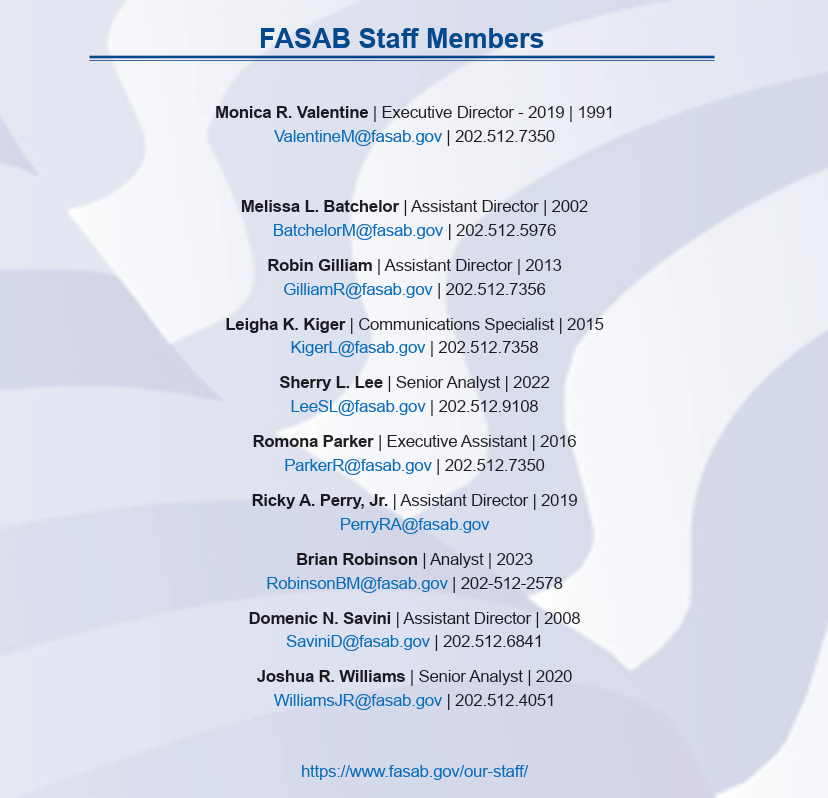 FASAB Staff Members
Monica R. Valentine | Executive Director - 2019 | 1991
ValentineM@fasab.gov | 202.512.7350
Melissa L. Batchelor | Assistant Director | 2002
BatchelorM@fasab.gov | 202.512.5976
Robin Gilliam | Assistant Director | 2013
GilliamR@fasab.gov | 202.512.7356
Leigha K. Kiger | Communications Specialist | 2015
KigerL@fasab.gov | 202.512.7358
Sherry L. Lee | Senior Analyst | 2022
LeeSL@fasab.gov | 202.512.9108
Romona Parker | Executive Assistant | 2016
ParkerR@fasab.gov | 202.512.7350
Ricky A. Perry, Jr. | Assistant Director | 2019
PerryRA@fasab.gov
Brian Robinson | Analyst | 2023
RobinsonBM@fasab.gov | 202-512-2578
Domenic N. Savini | Assistant Director | 2008
SaviniD@fasab.gov | 202.512.6841
Joshua R. Williams | Senior Analyst | 2020
WilliamsJR@fasab.gov | 202.512.4051
https://www.fasab.gov/our-staff/